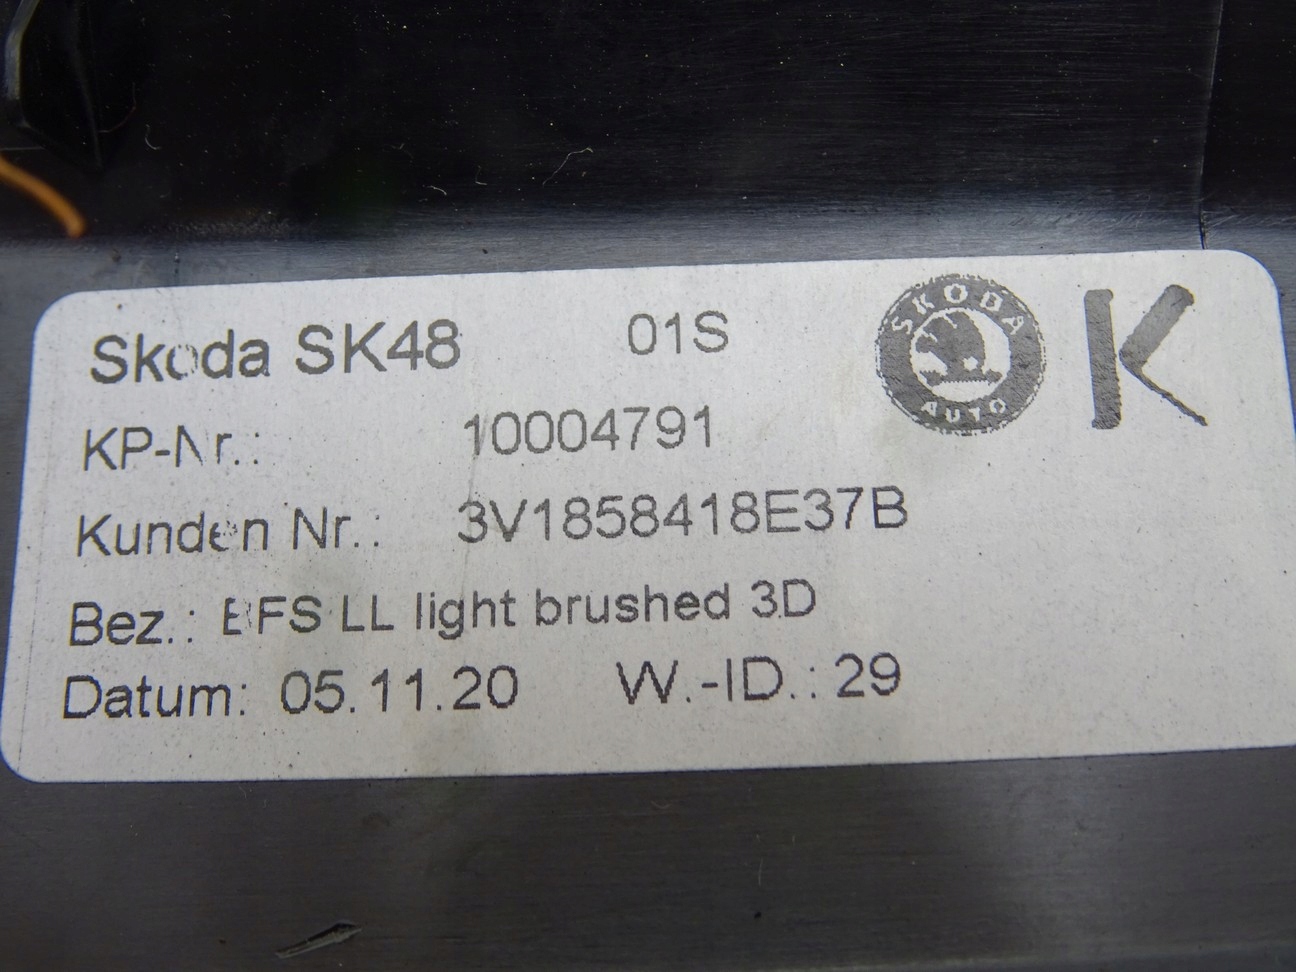 Skoda SK48 01S
SKODA
AUTO
K
KP-Nr.: 10004791
Kunden Nr.: 3V1858418E37B
Bez.: BFS LL light brushed 3D
Datum: 05.11.20 W.-ID.: 29